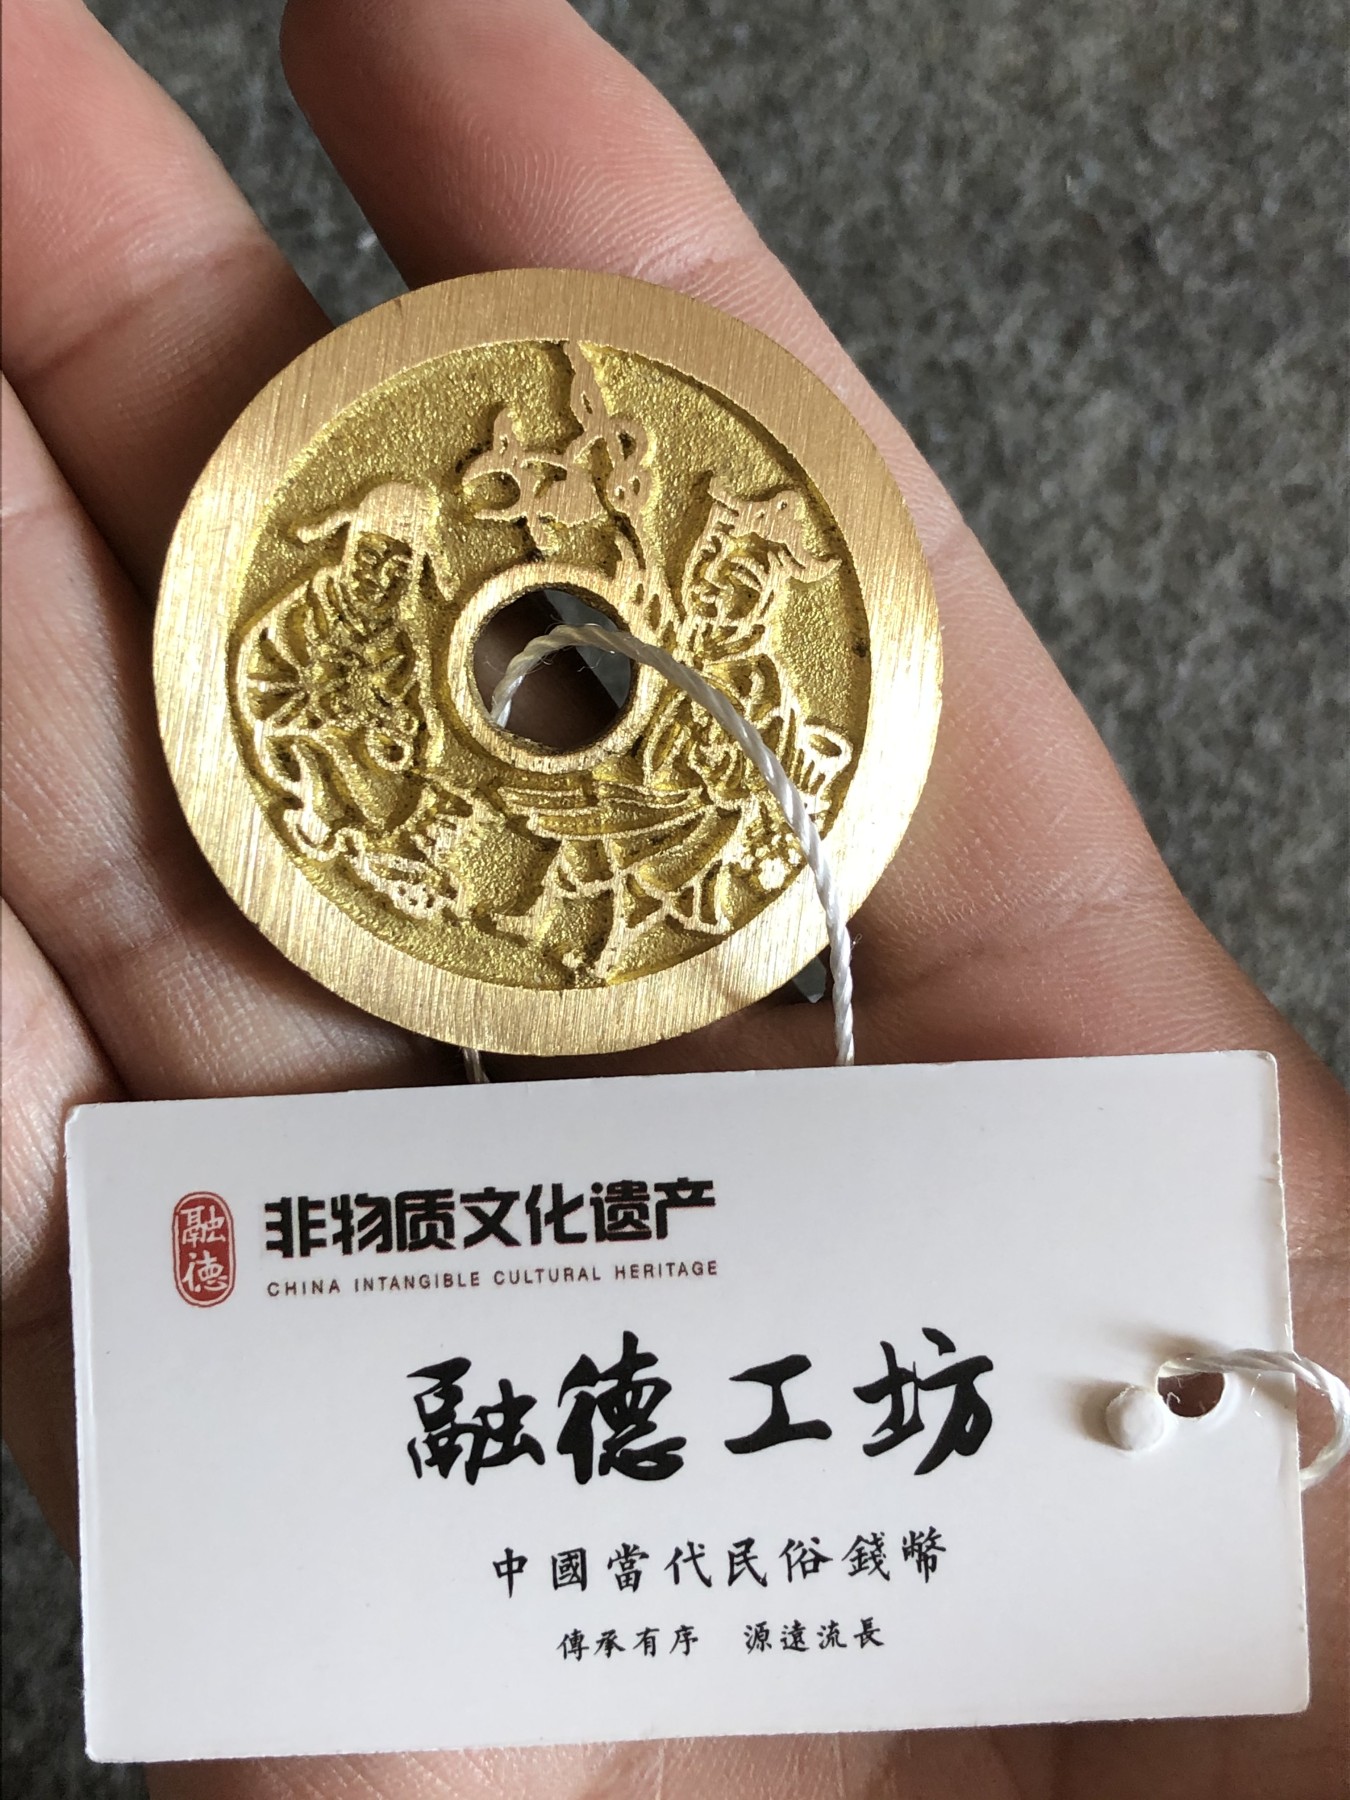 融德
非物质文化遗产
CHINA INTANGIBLE CULTURAL HERITAGE
融德工坊
中國當代民俗錢幣
傳承有序 源遠流長